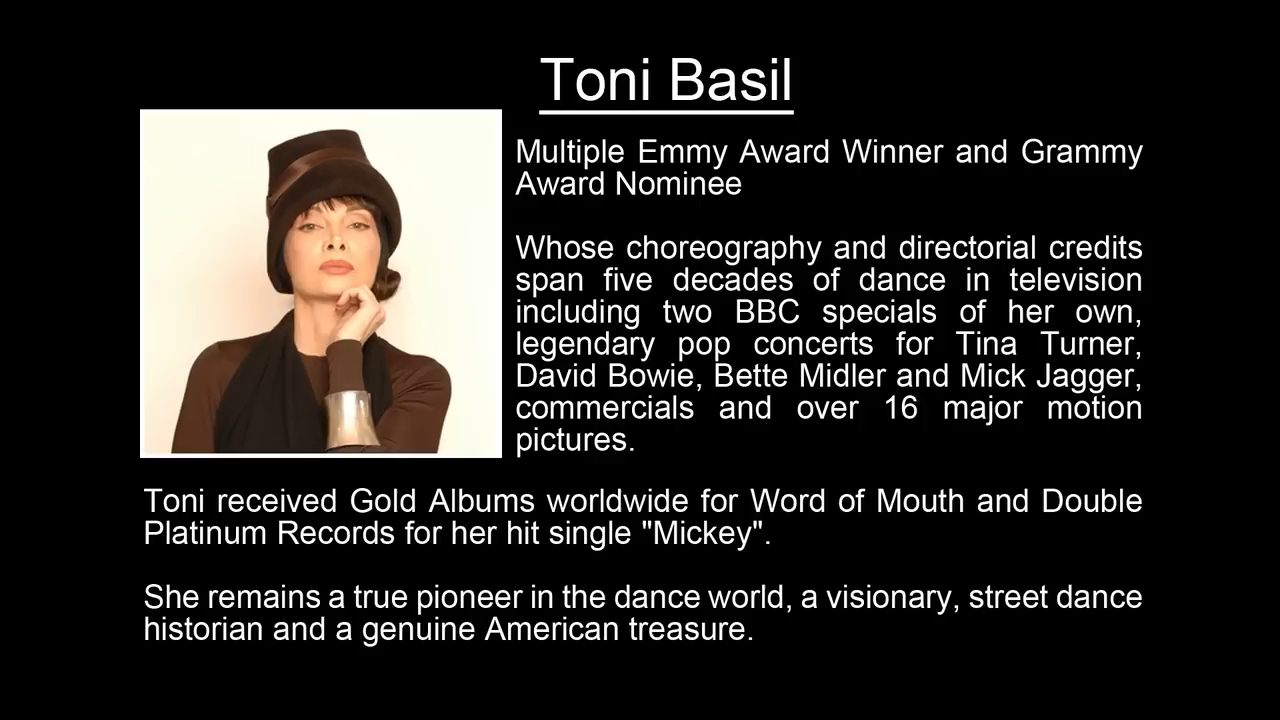 Toni Basil
Multiple Emmy Award Winner and Grammy
Award Nominee
Whose choreography and directorial credits
span five decades of dance in television
including two BBC specials of her own,
legendary pop concerts for Tina Turner,
David Bowie, Bette Midler and Mick Jagger,
commercials and over 16 major motion
pictures.
Toni received Gold Albums worldwide for Word of Mouth and Double
Platinum Records for her hit single "Mickey".
She remains a true pioneer in the dance world, a visionary, street dance
historian and a genuine American treasure.